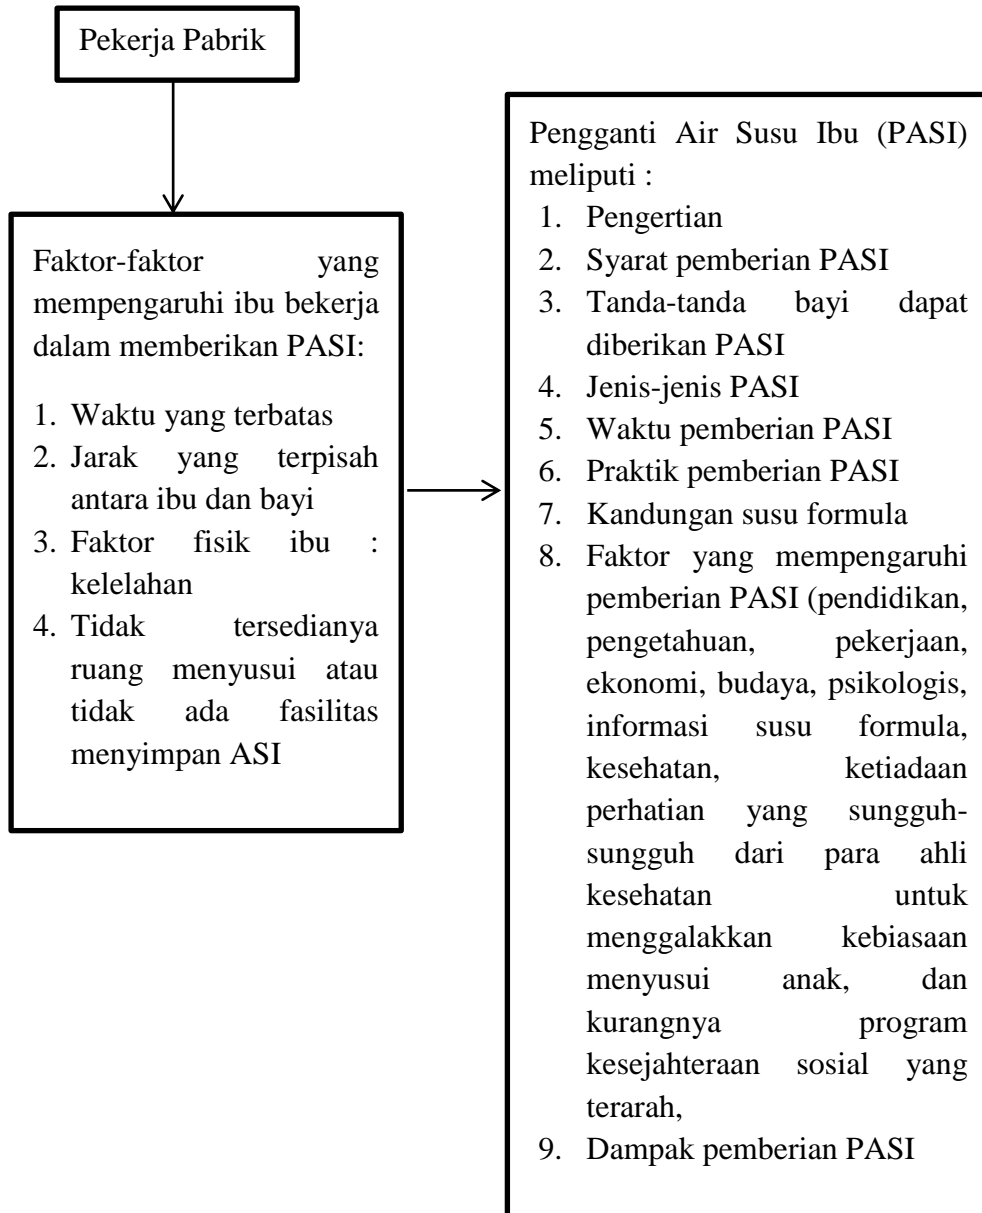 Pekerja Pabrik
Faktor-faktor yang
mempengaruhi ibu bekerja
dalam memberikan PASI:
1. Waktu yang terbatas
2. Jarak yang terpisah
antara ibu dan bayi
3. Faktor fisik ibu :
kelelahan
4. Tidak tersedianya
ruang menyusui atau
tidak ada fasilitas
menyimpan ASI
Pengganti Air Susu Ibu (PASI)
meliputi :
1. Pengertian
2. Syarat pemberian PASI
3. Tanda-tanda bayi dapat
diberikan PASI
4. Jenis-jenis PASI
5. Waktu pemberian PASI
6. Praktik pemberian PASI
7. Kandungan susu formula
8. Faktor yang mempengaruhi
pemberian PASI (pendidikan,
pengetahuan, pekerjaan,
ekonomi, budaya, psikologis,
informasi susu formula,
kesehatan, ketiadaan
perhatian yang sungguh-
sungguh dari para ahli
kesehatan untuk
menggalakkan kebiasaan
menyusui anak, dan
kurangnya program
kesejahteraan sosial yang
terarah,
9. Dampak pemberian PASI